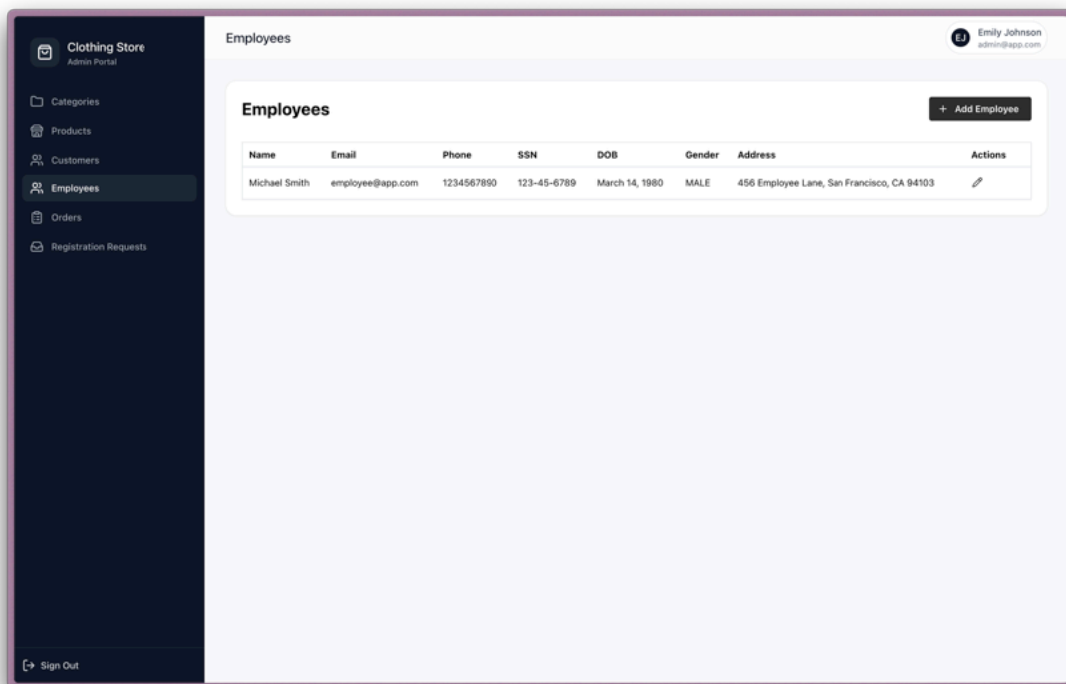 Clothing Store
Admin Portal
Categories
Products
Customers
Employees
Orders
Registration Requests
Sign Out
Employees
EJ
Emily Johnson
admin@app.com
Employees
+ Add Employee
Name Email Phone SSN DOB Gender Address Actions
Michael Smith employee@app.com 1234567890 123-45-6789 March 14, 1980 MALE 456 Employee Lane, San Francisco, CA 94103